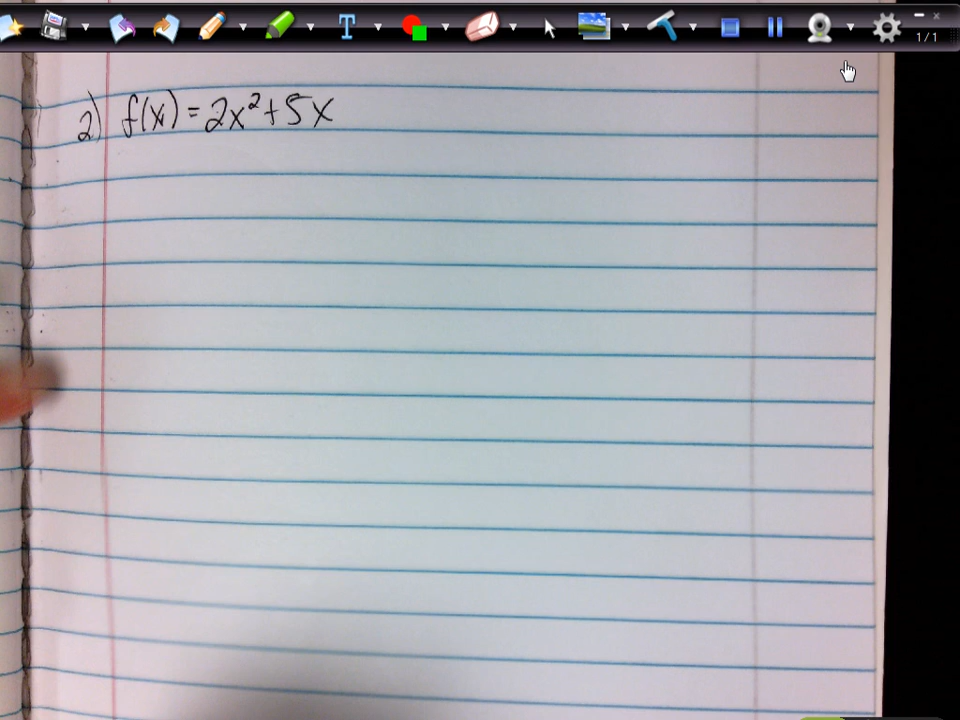 1/1
2) f(x) = 2x²+5x